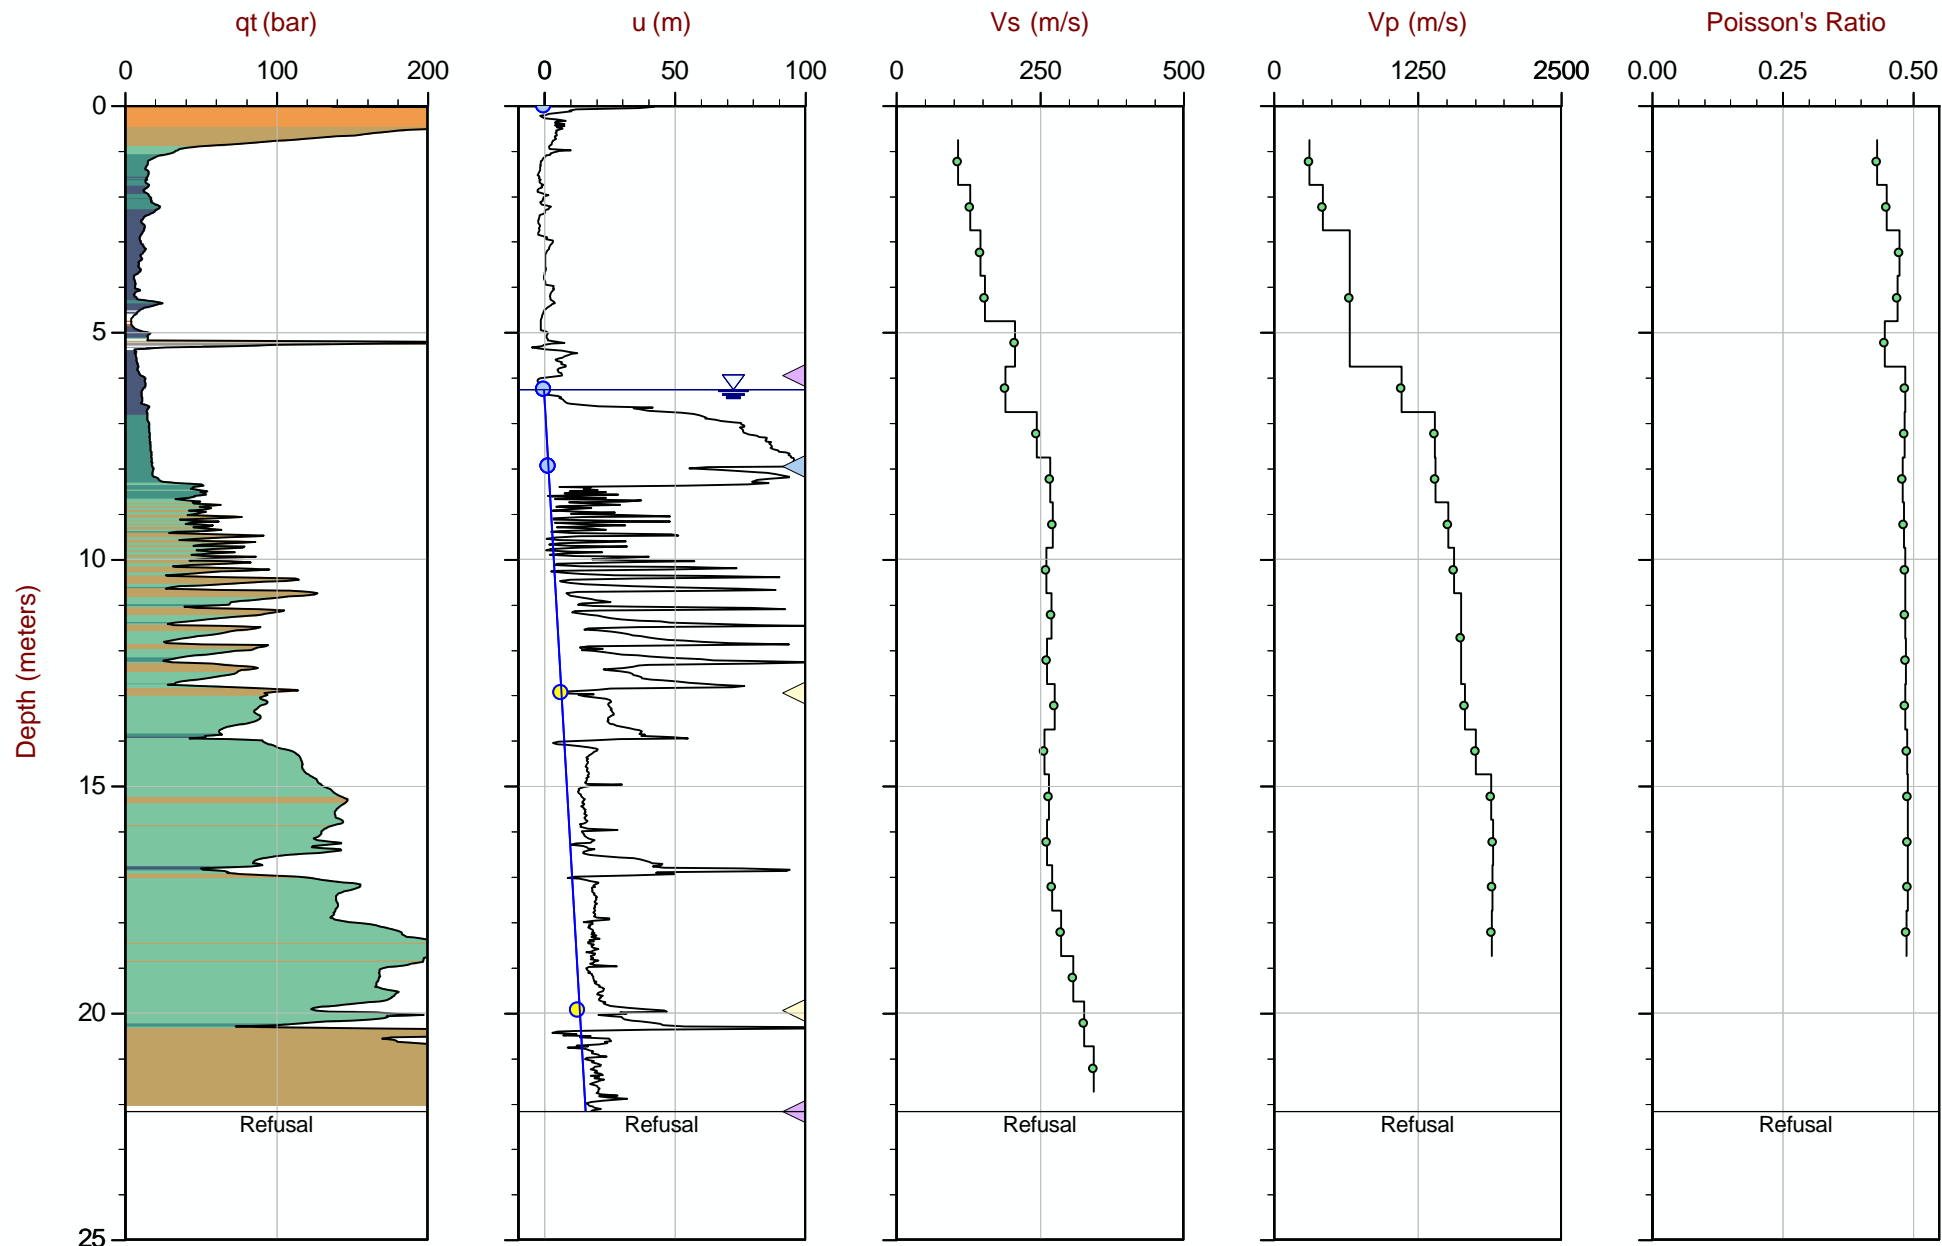 qt (bar) u (m) Vs (m/s) Vp (m/s) Poisson's Ratio
0 100 200 0 50 100 0 250 500 0 1250 2500 0.00 0.25 0.50
0
5
10
Depth (meters)
15
20
Refusal Refusal Refusal Refusal Refusal
25